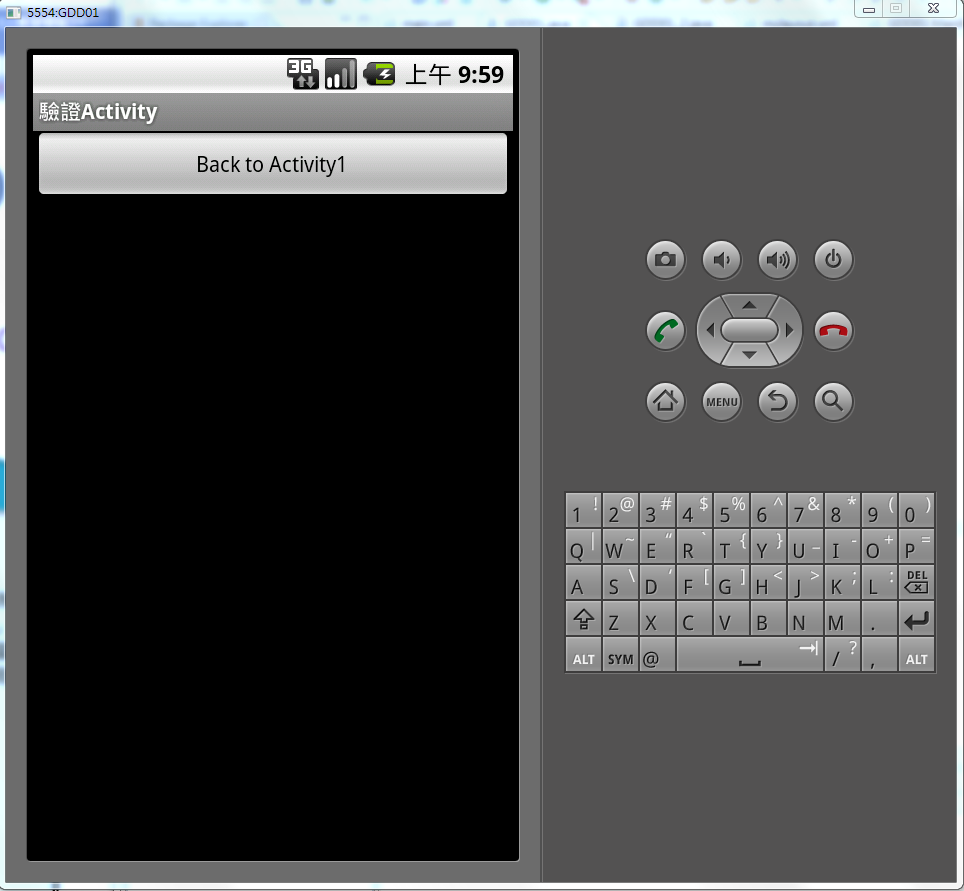 5554:GDD01
3G 上午 9:59
驗證Activity
Back to Activity1
MENU
1 ! 2 @ 3 # 4 $ 5 % 6 ^ 7 & 8 * 9 ( 0 )
Q | W ~ E “ R ` T { Y } U _ I - O + P =
A S \ D ' F [ G ] H < J > K ; L : DEL
Z X C V B N M .
ALT SYM @ / ? , ALT